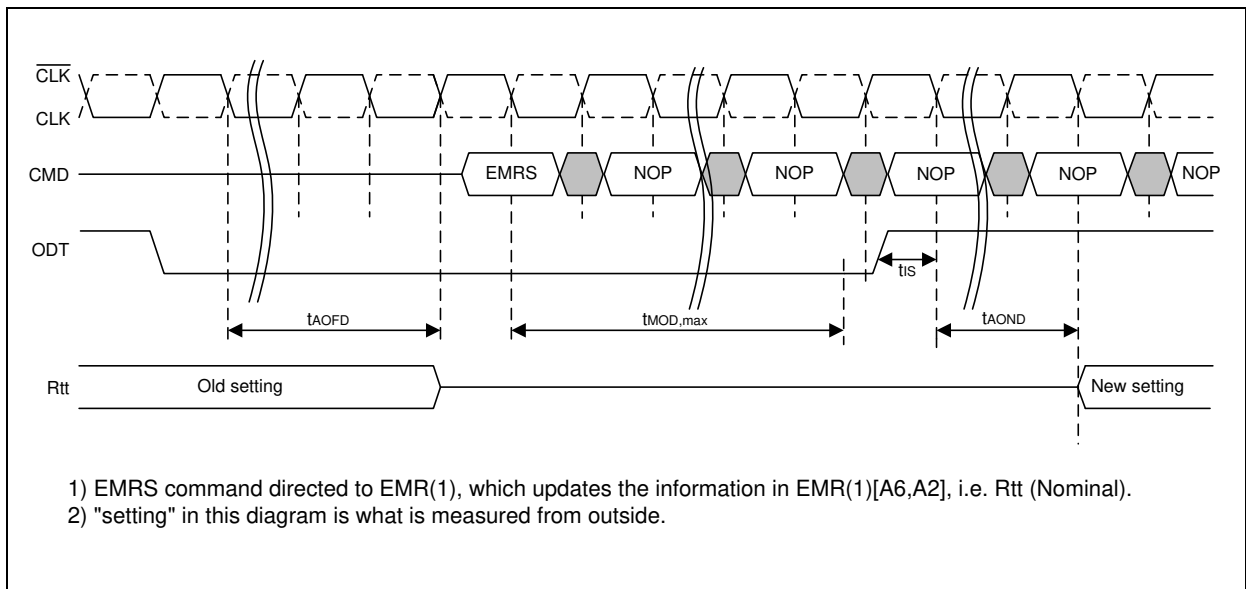 CLK
CLK
CMD EMRS NOP NOP NOP NOP NOP
ODT
tIS
tAOFD tMOD,max tAOND
Rtt Old setting New setting
1) EMRS command directed to EMR(1), which updates the information in EMR(1)[A6,A2], i.e. Rtt (Nominal).
2) "setting" in this diagram is what is measured from outside.